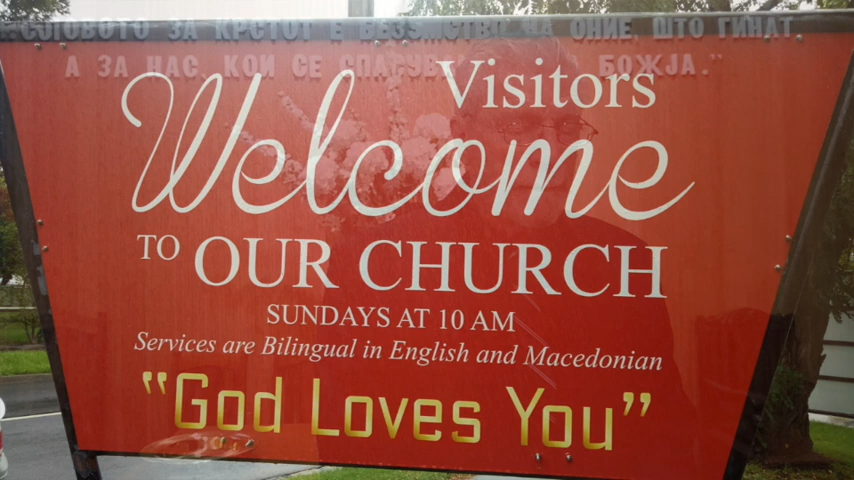 СЛОВОТО ЗА КРСТОТ Е БЕЗУМСТВО ЗА ОНИЕ, ШТО ГИНАТ
А ЗА НАС, КОИ СЕ СПАСУВАМЕ БОЖЈА."
Visitors
Welcome
TO OUR CHURCH
SUNDAYS AT 10 AM
Services are Bilingual in English and Macedonian
"God Loves You"